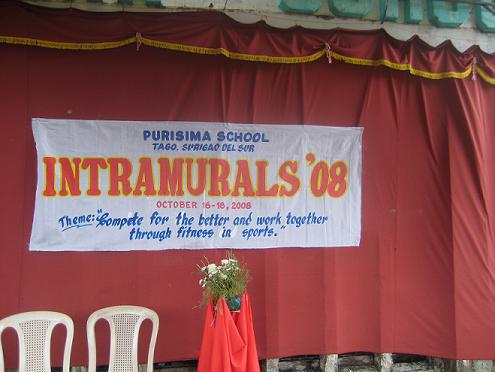 PURISIMA SCHOOL
TAGO, SURIGAO DEL SUR
INTRAMURALS '08
OCTOBER 16-18, 2008
Theme: "Compete for the better and work together
through fitness in sports."